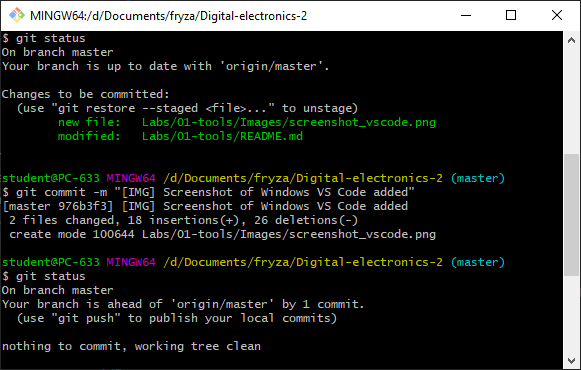 MINGW64:/d/Documents/fryza/Digital-electronics-2
$ git status
On branch master
Your branch is up to date with 'origin/master'.
Changes to be committed:
  (use "git restore --staged <file>..." to unstage)
        new file:   Labs/01-tools/Images/screenshot_vscode.png
        modified:   Labs/01-tools/README.md
student@PC-633 MINGW64 /d/Documents/fryza/Digital-electronics-2 (master)
$ git commit -m "[IMG] Screenshot of Windows VS Code added"
[master 976b3f3] [IMG] Screenshot of Windows VS Code added
 2 files changed, 18 insertions(+), 26 deletions(-)
 create mode 100644 Labs/01-tools/Images/screenshot_vscode.png
student@PC-633 MINGW64 /d/Documents/fryza/Digital-electronics-2 (master)
$ git status
On branch master
Your branch is ahead of 'origin/master' by 1 commit.
  (use "git push" to publish your local commits)
nothing to commit, working tree clean